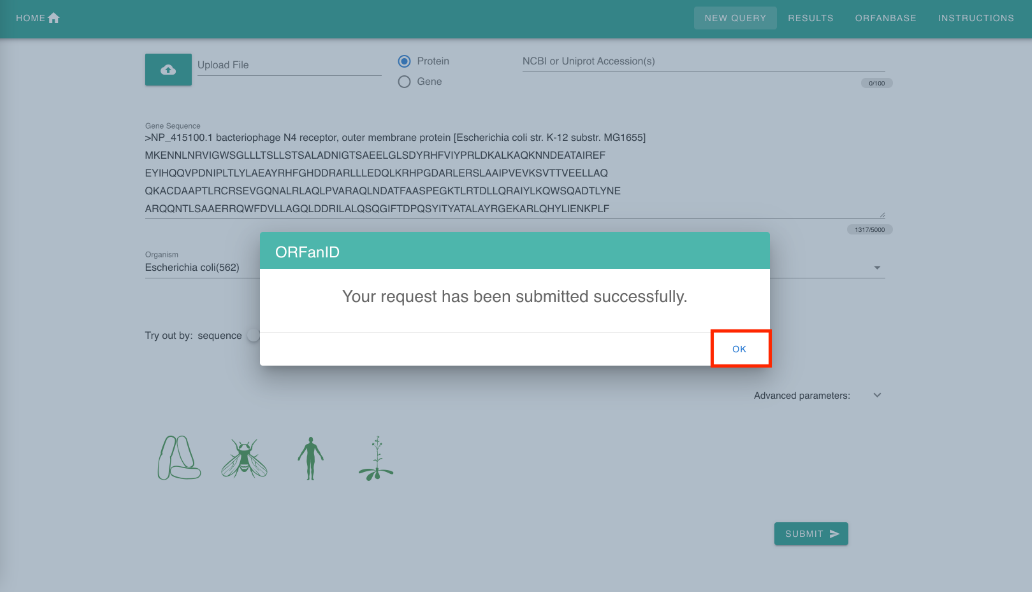 HOME
NEW QUERY
RESULTS
ORFANBASE
INSTRUCTIONS
Upload File
Protein
Gene
NCBI or Uniprot Accession(s)
0/100
Gene Sequence
>NP_415100.1 bacteriophage N4 receptor, outer membrane protein [Escherichia coli str. K-12 substr. MG1655]
MKENNLNRVIGWSGLLLTSLLSTSALADNIGTSAEELGLSDYRHFVIYPRLDKALKAQKNNDEATAIREF
EYIHQQVPDNIPLTLYLAEAYRHFGHDDRARLLLEDQLKRHPGDARLERSLAAIPVEVKSVTTVEELLAQ
QKACDAAPTLRCRSEVGQNALRLAQLPVARAQLNDATFAASPEGKTLRTDLLQRAIYLKQWSQADTLYNE
ARQQNTLSAAERRQWFDVLLAGQLDDRILALQSQGIFTDPQSYITYATALAYRGEKARLQHYLIENKPLF
1317/5000
Organism
Escherichia coli(562)
ORFanID
Your request has been submitted successfully.
OK
Try out by: sequence
Advanced parameters:
SUBMIT